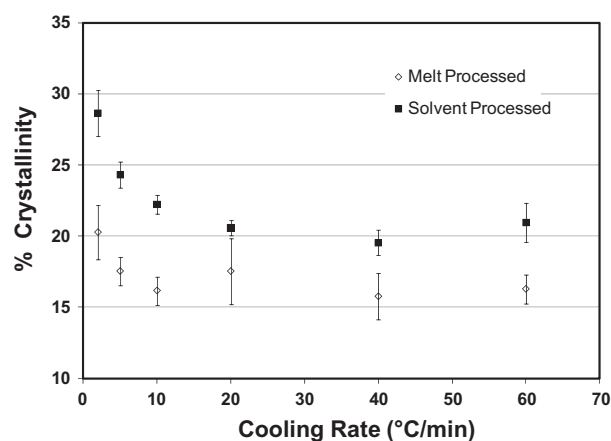 35
30
25
20
15
10
% Crystallinity
Melt Processed
Solvent Processed
0 10 20 30 40 50 60 70
Cooling Rate (°C/min)